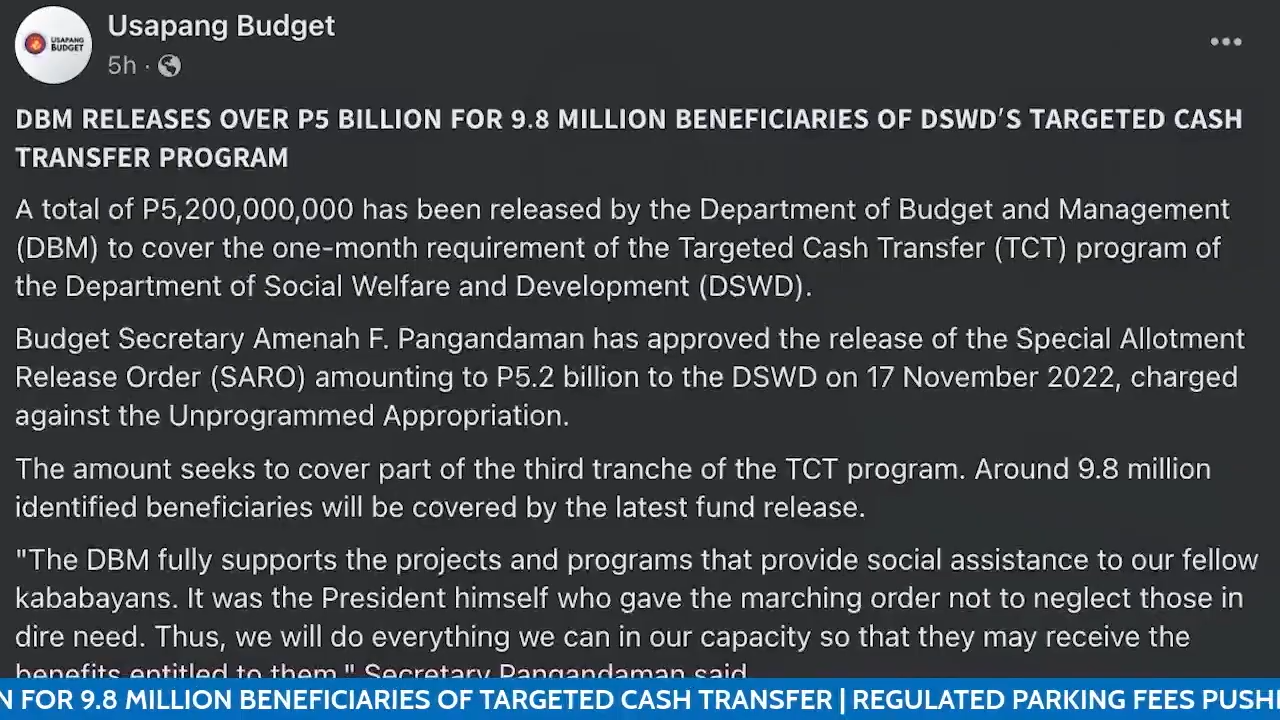 Usapang Budget
USAPANG
BUDGET
5h ·
DBM RELEASES OVER P5 BILLION FOR 9.8 MILLION BENEFICIARIES OF DSWD'S TARGETED CASH
TRANSFER PROGRAM
A total of P5,200,000,000 has been released by the Department of Budget and Management
(DBM) to cover the one-month requirement of the Targeted Cash Transfer (TCT) program of
the Department of Social Welfare and Development (DSWD).
Budget Secretary Amenah F. Pangandaman has approved the release of the Special Allotment
Release Order (SARO) amounting to P5.2 billion to the DSWD on 17 November 2022, charged
against the Unprogrammed Appropriation.
The amount seeks to cover part of the third tranche of the TCT program. Around 9.8 million
identified beneficiaries will be covered by the latest fund release.
"The DBM fully supports the projects and programs that provide social assistance to our fellow
kababayans. It was the President himself who gave the marching order not to neglect those in
dire need. Thus, we will do everything we can in our capacity so that they may receive the
benefits entitled to them." Secretary Pangandaman said
N FOR 9.8 MILLION BENEFICIARIES OF TARGETED CASH TRANSFER | REGULATED PARKING FEES PUSH